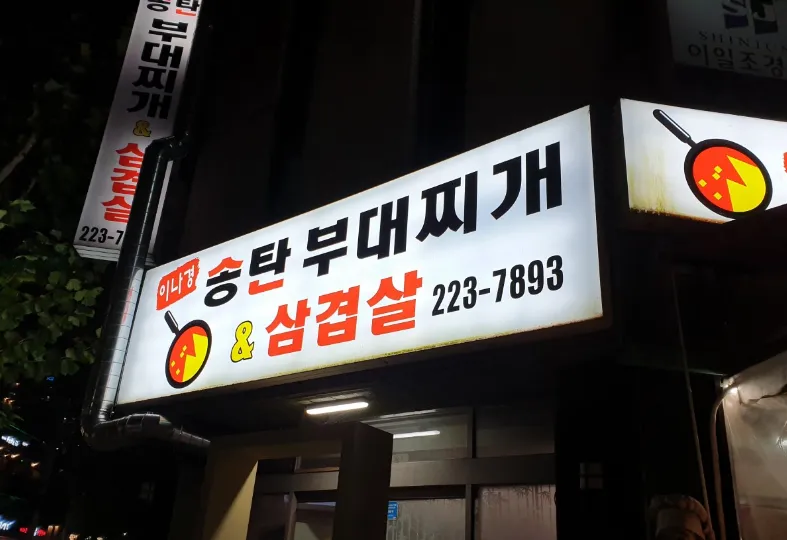 송탄
부대찌개
&
삼겹살
223-7
이나경 송탄 부대찌개
& 삼겹살 223-7893
이일조경